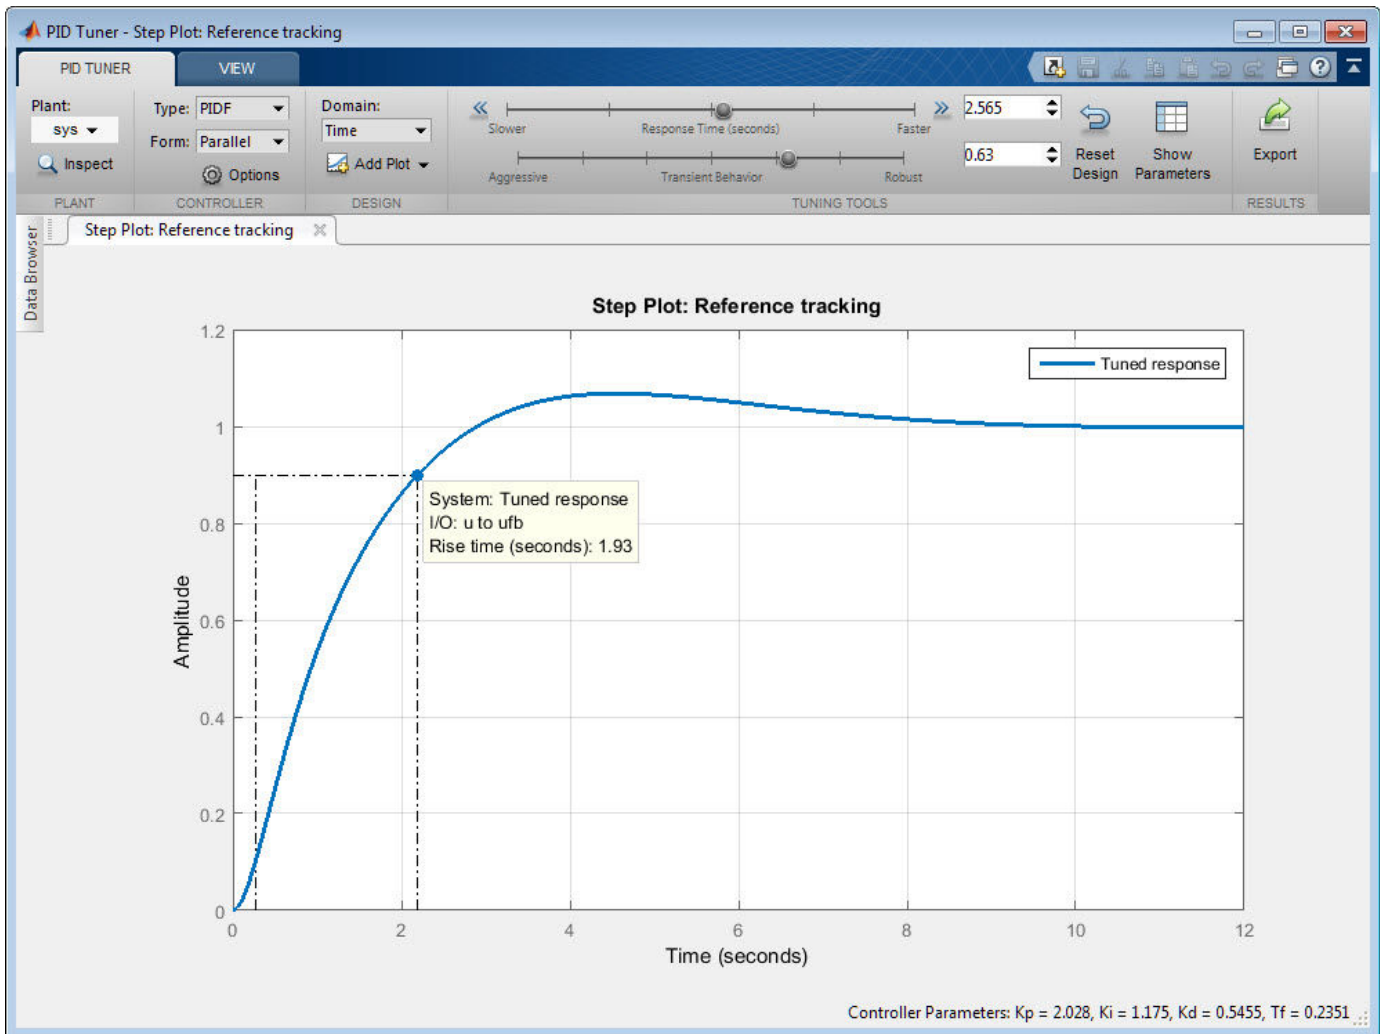 PID Tuner - Step Plot: Reference tracking
PID TUNER
VIEW
Plant:
sys
Inspect
PLANT
Type: PIDF
Form: Parallel
Options
CONTROLLER
Domain:
Time
Add Plot
DESIGN
Slower
Response Time (seconds)
Faster
2.565
Aggressive
Transient Behavior
Robust
0.63
Reset
Design
Show
Parameters
TUNING TOOLS
Export
RESULTS
Data Browser
Step Plot: Reference tracking
Step Plot: Reference tracking
Tuned response
System: Tuned response
I/O: u to ufb
Rise time (seconds): 1.93
Amplitude
1.2
1
0.8
0.6
0.4
0.2
0
0 2 4 6 8 10 12
Time (seconds)
Controller Parameters: Kp = 2.028, Ki = 1.175, Kd = 0.5455, Tf = 0.2351